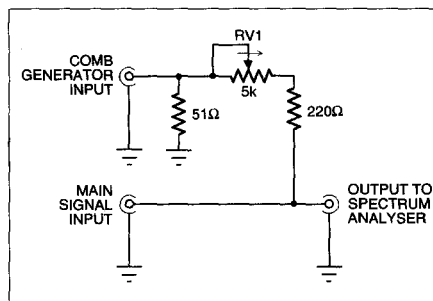 RV1
COMB
GENERATOR
INPUT
5k
51Ω
220Ω
MAIN
SIGNAL
INPUT
OUTPUT TO
SPECTRUM
ANALYSER